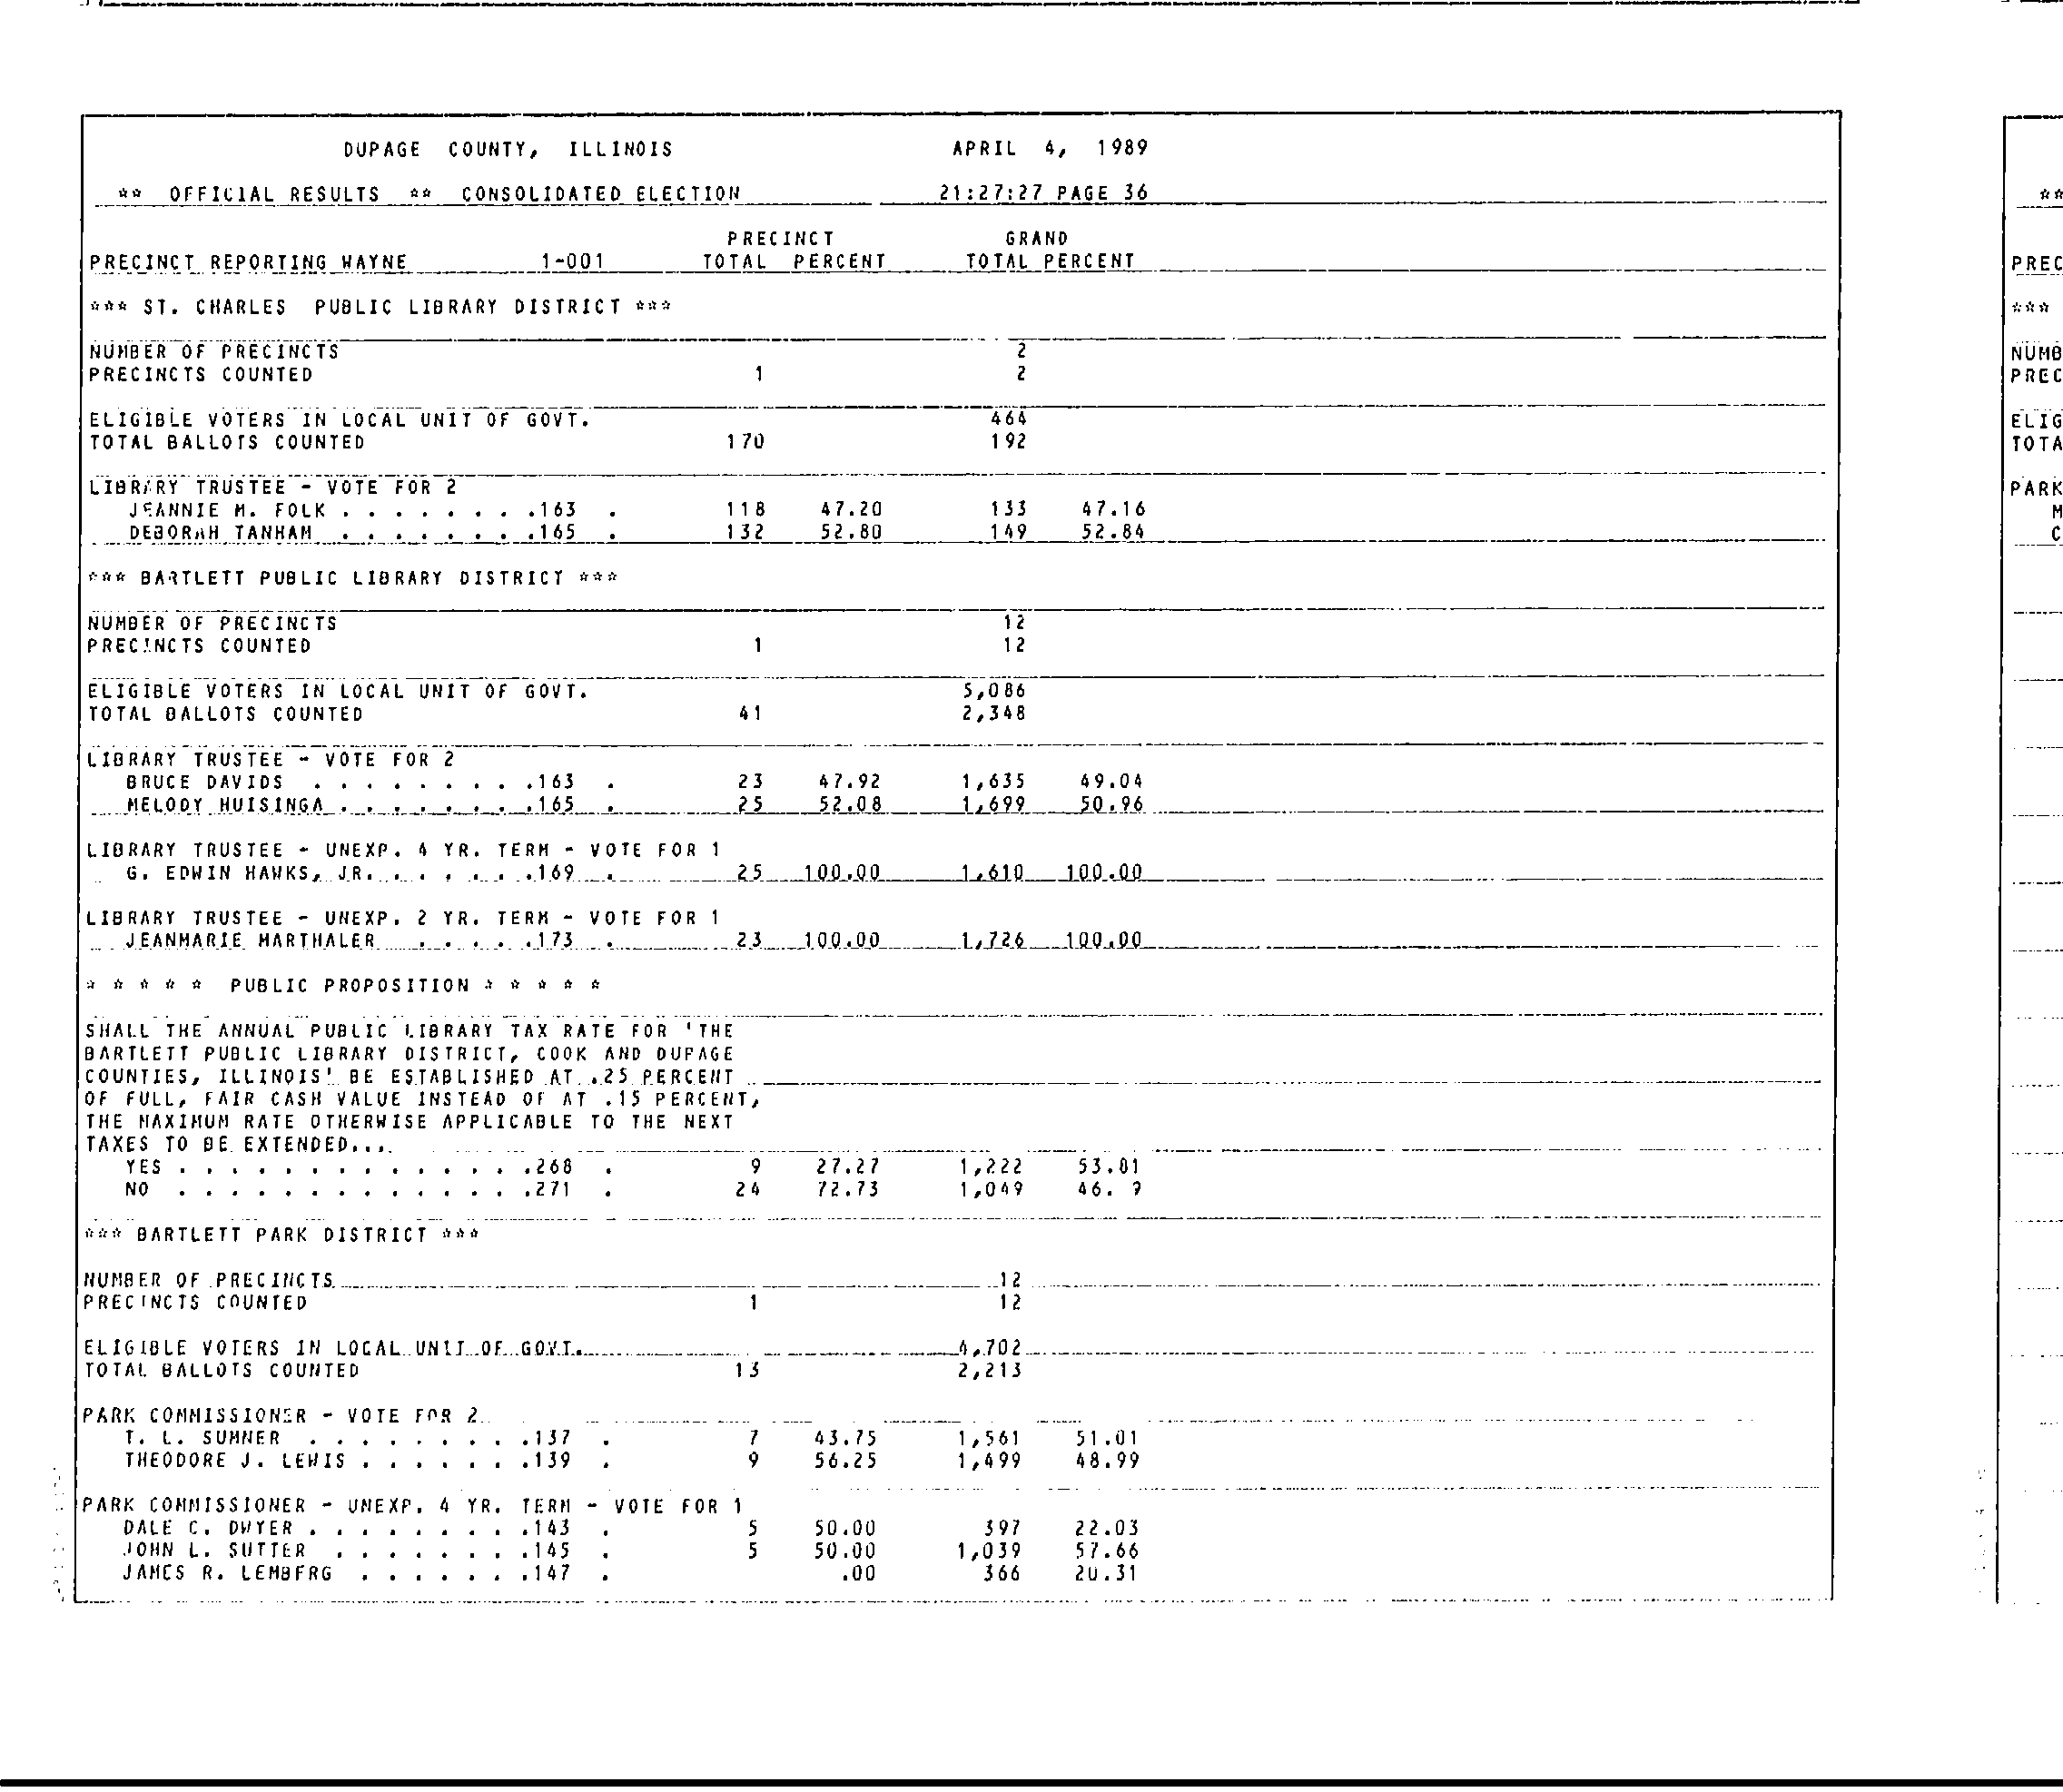 DUPAGE COUNTY, ILLINOIS APRIL 4, 1989
** OFFICIAL RESULTS ** CONSOLIDATED ELECTION 21:27:27 PAGE 36
PRECINCT GRAND
PRECINCT REPORTING WAYNE 1-001 TOTAL PERCENT TOTAL PERCENT
*** ST. CHARLES PUBLIC LIBRARY DISTRICT ***
NUMBER OF PRECINCTS 2
PRECINCTS COUNTED 1 2
ELIGIBLE VOTERS IN LOCAL UNIT OF GOVT. 464
TOTAL BALLOTS COUNTED 170 192
LIBRARY TRUSTEE - VOTE FOR 2
JEANNIE M. FOLK . . . . . . . .163 . 118 47.20 133 47.16
DEBORAH TANHAM . . . . . . . .165 . 132 52.80 149 52.84
*** BARTLETT PUBLIC LIBRARY DISTRICT ***
NUMBER OF PRECINCTS 12
PRECINCTS COUNTED 1 12
ELIGIBLE VOTERS IN LOCAL UNIT OF GOVT. 5,086
TOTAL BALLOTS COUNTED 41 2,348
LIBRARY TRUSTEE - VOTE FOR 2
BRUCE DAVIDS . . . . . . . . .163 . 23 47.92 1,635 49.04
MELODY HUISINGA . . . . . . . .165 . 25 52.08 1,699 50.96
LIBRARY TRUSTEE - UNEXP. 4 YR. TERM - VOTE FOR 1
G. EDWIN HAWKS, JR. . . . . . .169 . 25 100.00 1,610 100.00
LIBRARY TRUSTEE - UNEXP. 2 YR. TERM - VOTE FOR 1
JEANMARIE MARTHALER . . . . .173 . 23 100.00 1,726 100.00
* * * * * PUBLIC PROPOSITION * * * * *
SHALL THE ANNUAL PUBLIC LIBRARY TAX RATE FOR 'THE
BARTLETT PUBLIC LIBRARY DISTRICT, COOK AND DUPAGE
COUNTIES, ILLINOIS' BE ESTABLISHED AT .25 PERCENT
OF FULL, FAIR CASH VALUE INSTEAD OF AT .15 PERCENT,
THE MAXIMUM RATE OTHERWISE APPLICABLE TO THE NEXT
TAXES TO BE EXTENDED...
YES . . . . . . . . . . . . . .268 . 9 27.27 1,222 53.81
NO . . . . . . . . . . . . . .271 . 24 72.73 1,049 46. 9
*** BARTLETT PARK DISTRICT ***
NUMBER OF PRECINCTS 12
PRECINCTS COUNTED 1 12
ELIGIBLE VOTERS IN LOCAL UNIT OF GOVT. 4,702
TOTAL BALLOTS COUNTED 13 2,213
PARK COMMISSIONER - VOTE FOR 2
T. L. SUMNER . . . . . . . . .137 . 7 43.75 1,561 51.01
THEODORE J. LEWIS . . . . . . .139 . 9 56.25 1,499 48.99
PARK COMMISSIONER - UNEXP. 4 YR. TERM - VOTE FOR 1
DALE C. DWYER . . . . . . . . .143 . 5 50.00 397 22.03
JOHN L. SUTTER . . . . . . . .145 . 5 50.00 1,039 57.66
JAMES R. LEMBERG . . . . . . .147 . .00 366 20.31
**
PREC
***
NUMB
PREC
ELIG
TOTA
PARK
M
C